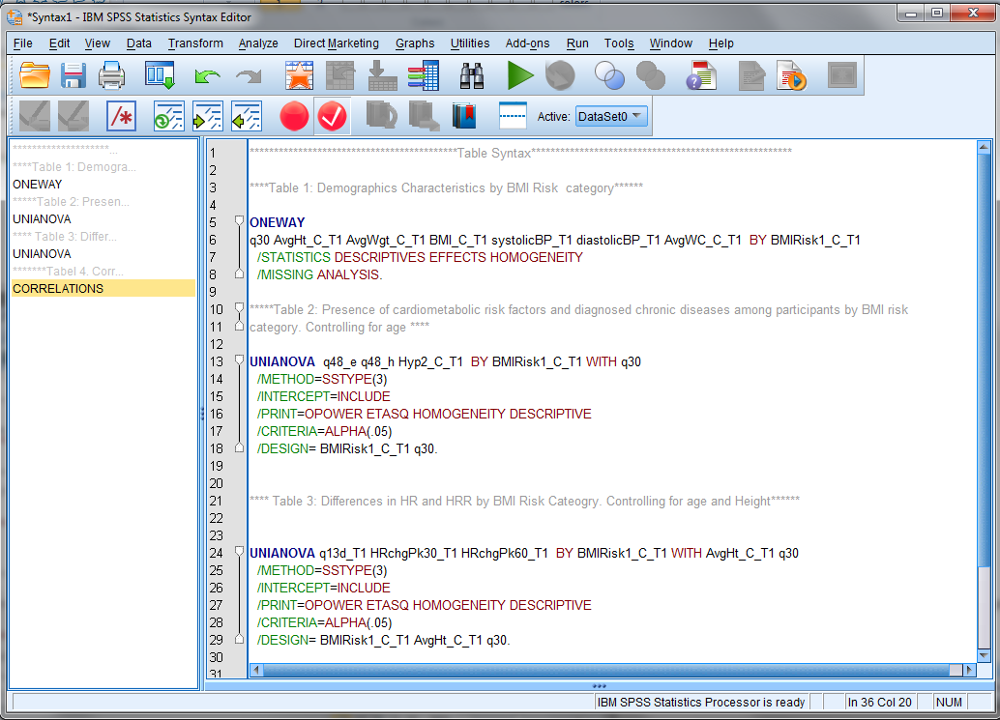 *Syntax1 - IBM SPSS Statistics Syntax Editor
File Edit View Data Transform Analyze Direct Marketing Graphs Utilities Add-ons Run Tools Window Help
Active: DataSet0
********************...
****Table 1: Demogra...
ONEWAY
*****Table 2: Presen...
UNIANOVA
**** Table 3: Differ...
UNIANOVA
*******Tabel 4. Corr...
CORRELATIONS
1 *******************************************Table Syntax******************************************************
2
3 ****Table 1: Demographics Characteristics by BMI Risk category******
4
5 ONEWAY
6 q30 AvgHt_C_T1 AvgWgt_C_T1 BMI_C_T1 systolicBP_T1 diastolicBP_T1 AvgWC_C_T1 BY BMIRisk1_C_T1
7 /STATISTICS DESCRIPTIVES EFFECTS HOMOGENEITY
8 /MISSING ANALYSIS.
9
10 *****Table 2: Presence of cardiometabolic risk factors and diagnosed chronic diseases among participants by BMI risk
11 category. Controlling for age ****
12
13 UNIANOVA q48_e q48_h Hyp2_C_T1 BY BMIRisk1_C_T1 WITH q30
14 /METHOD=SSTYPE(3)
15 /INTERCEPT=INCLUDE
16 /PRINT=OPOWER ETASQ HOMOGENEITY DESCRIPTIVE
17 /CRITERIA=ALPHA(.05)
18 /DESIGN= BMIRisk1_C_T1 q30.
19
20
21 **** Table 3: Differences in HR and HRR by BMI Risk Cateogry. Controlling for age and Height******
22
23
24 UNIANOVA q13d_T1 HRchgPk30_T1 HRchgPk60_T1 BY BMIRisk1_C_T1 WITH AvgHt_C_T1 q30
25 /METHOD=SSTYPE(3)
26 /INTERCEPT=INCLUDE
27 /PRINT=OPOWER ETASQ HOMOGENEITY DESCRIPTIVE
28 /CRITERIA=ALPHA(.05)
29 /DESIGN= BMIRisk1_C_T1 AvgHt_C_T1 q30.
30
31
IBM SPSS Statistics Processor is ready In 36 Col 20 NUM